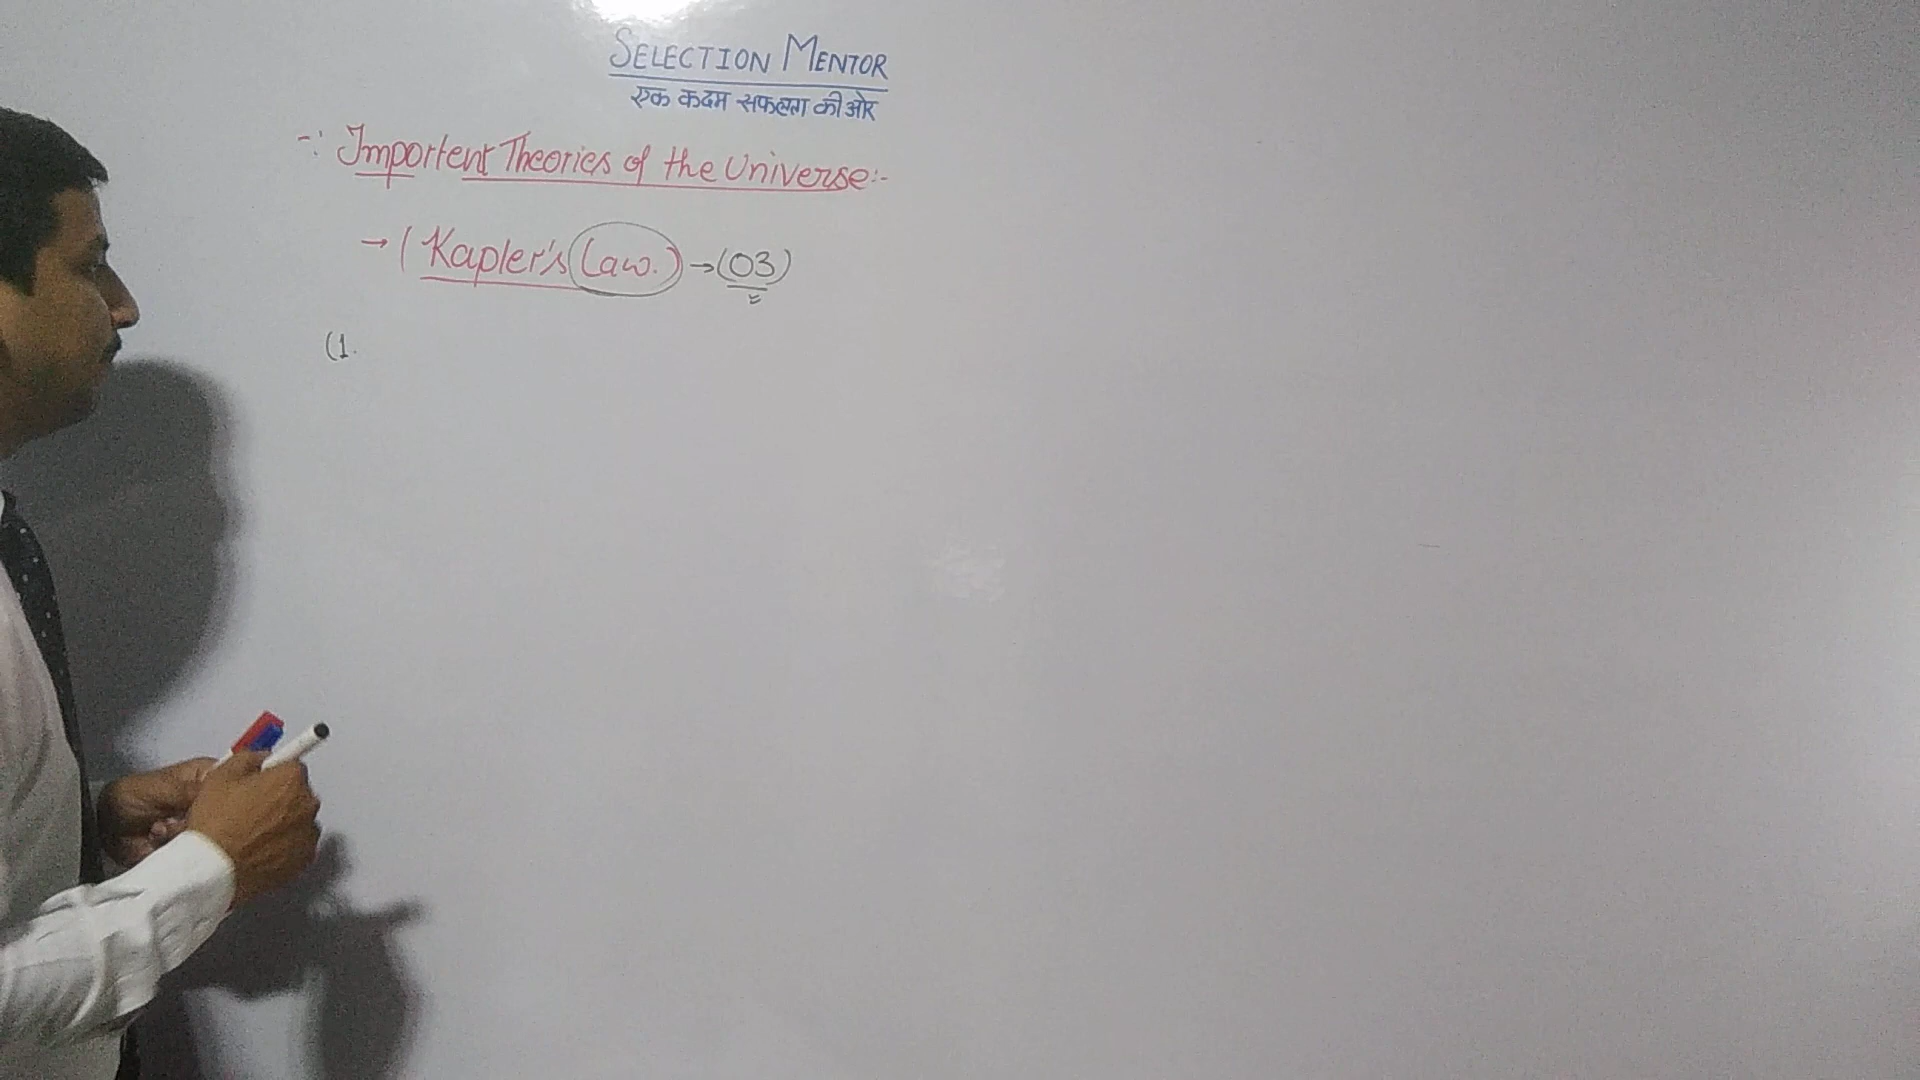 SELECTION MENTOR
एक कदम सफलता की ओर
-: Importent Theories of the Universe:-
→ ( Kapler's Law. ) → (03)
(1.